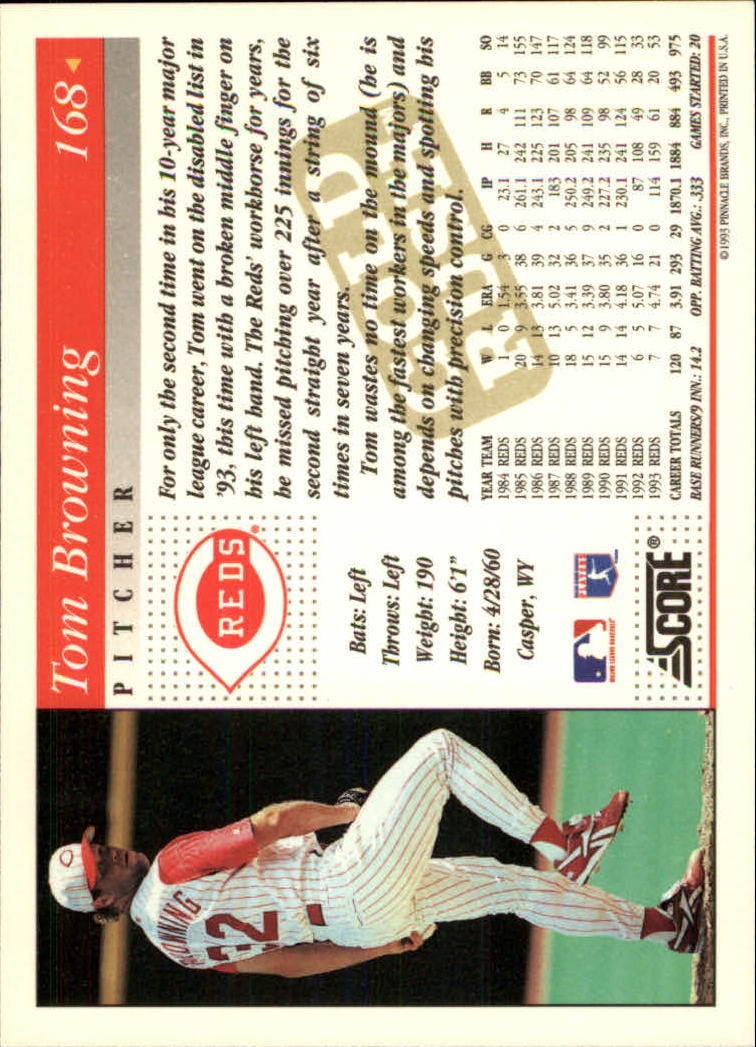 Tom Browning 168
PITCHER
REDS
Bats: Left
Throws: Left
Weight: 190
Height: 6'1"
Born: 4/28/60
Casper, WY
SCORE®
For only the second time in his 10-year major
league career, Tom went on the disabled list in
'93, this time with a broken middle finger on
his left hand. The Reds' workhorse for years,
he missed pitching over 225 innings for the
second straight year after a string of six
times in seven years.
Tom wastes no time on the mound (he is
among the fastest workers in the majors) and
depends on changing speeds and spotting his
pitches with precision control.
GOLD
RUSH
YEAR TEAM W L ERA G CG IP H R BB SO
1984 REDS 1 0 1.54 3 0 23.1 27 4 5 14
1985 REDS 20 9 3.55 38 6 261.1 242 111 73 155
1986 REDS 14 13 3.81 39 4 243.1 225 123 70 147
1987 REDS 10 13 5.02 32 2 183 201 107 61 117
1988 REDS 18 5 3.41 36 5 250.2 205 98 64 124
1989 REDS 15 12 3.39 37 9 249.2 241 109 64 118
1990 REDS 15 9 3.80 35 2 227.2 235 98 52 99
1991 REDS 14 14 4.18 36 1 230.1 241 124 56 115
1992 REDS 6 5 5.07 16 0 87 108 49 28 33
1993 REDS 7 7 4.74 21 0 114 159 61 20 53
CAREER TOTALS 120 87 3.91 293 29 1870.1 1884 884 493 975
BASE RUNNERS/9 INN.: 14.2 OPP. BATTING AVG.: .333 GAMES STARTED: 20
©1993 PINNACLE BRANDS, INC., PRINTED IN U.S.A.
BROWNING
32